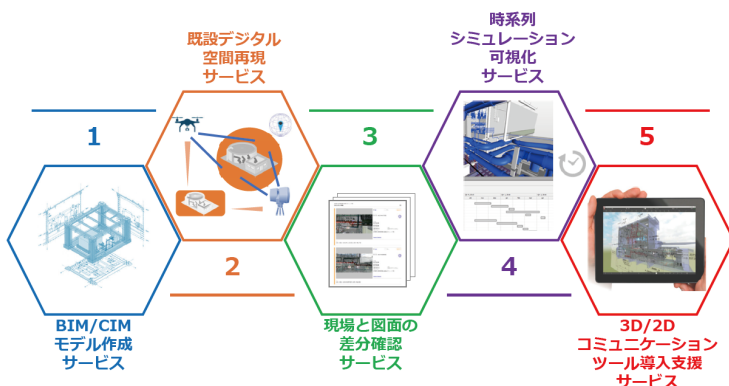 1
BIM/CIM
モデル作成
サービス
既設デジタル
空間再現
サービス
2
3
現場と図面の
差分確認
サービス
時系列
シミュレーション
可視化
サービス
4
5
3D/2D
コミュニケーション
ツール導入支援
サービス